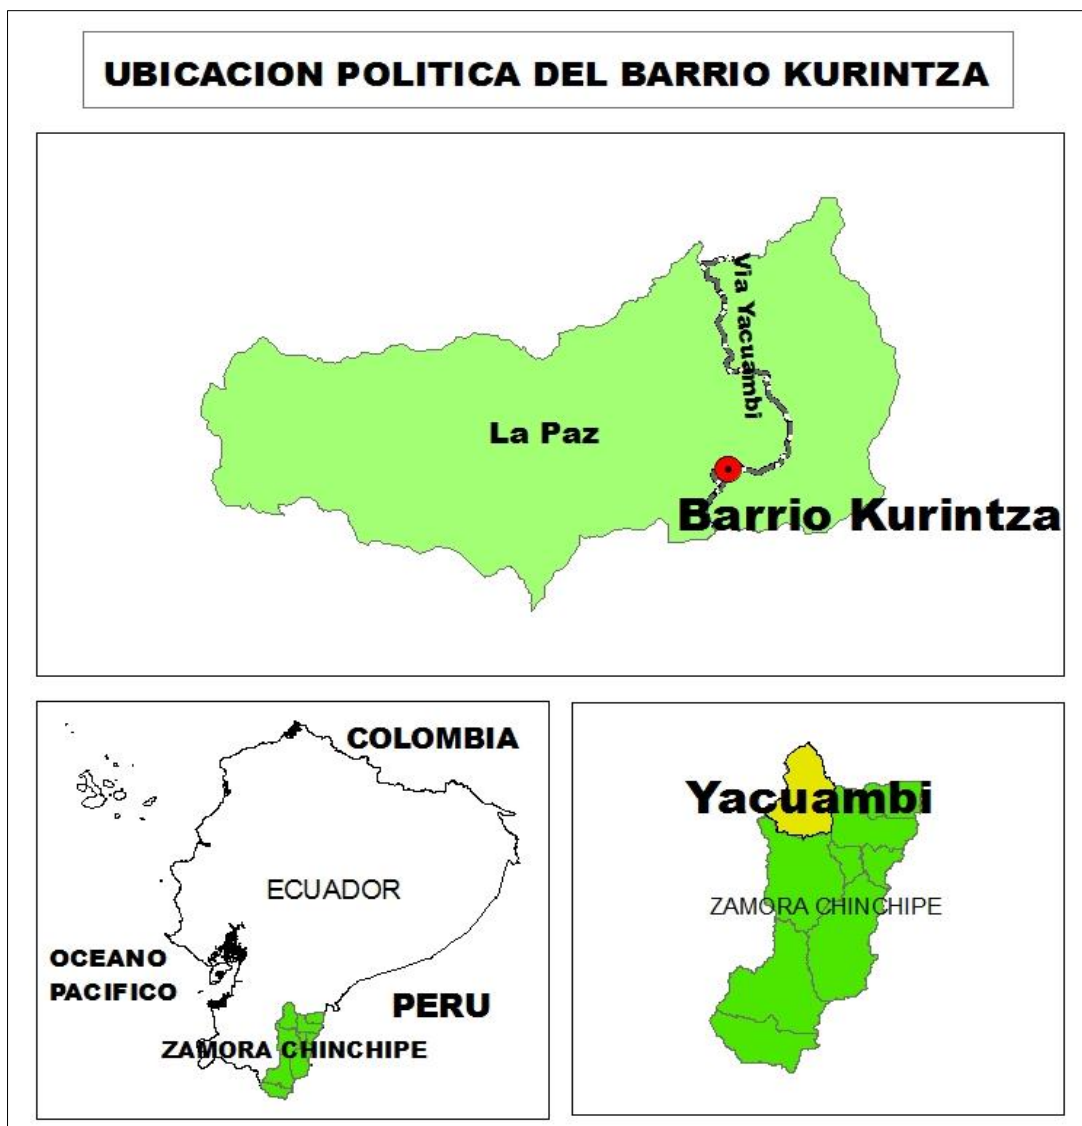 UBICACION POLITICA DEL BARRIO KURINTZA
Via Yacuambi
La Paz
Barrio Kurintza
COLOMBIA
ECUADOR
OCEANO
PACIFICO
PERU
ZAMORA CHINCHIPE
Yacuambi
ZAMORA CHINCHIPE